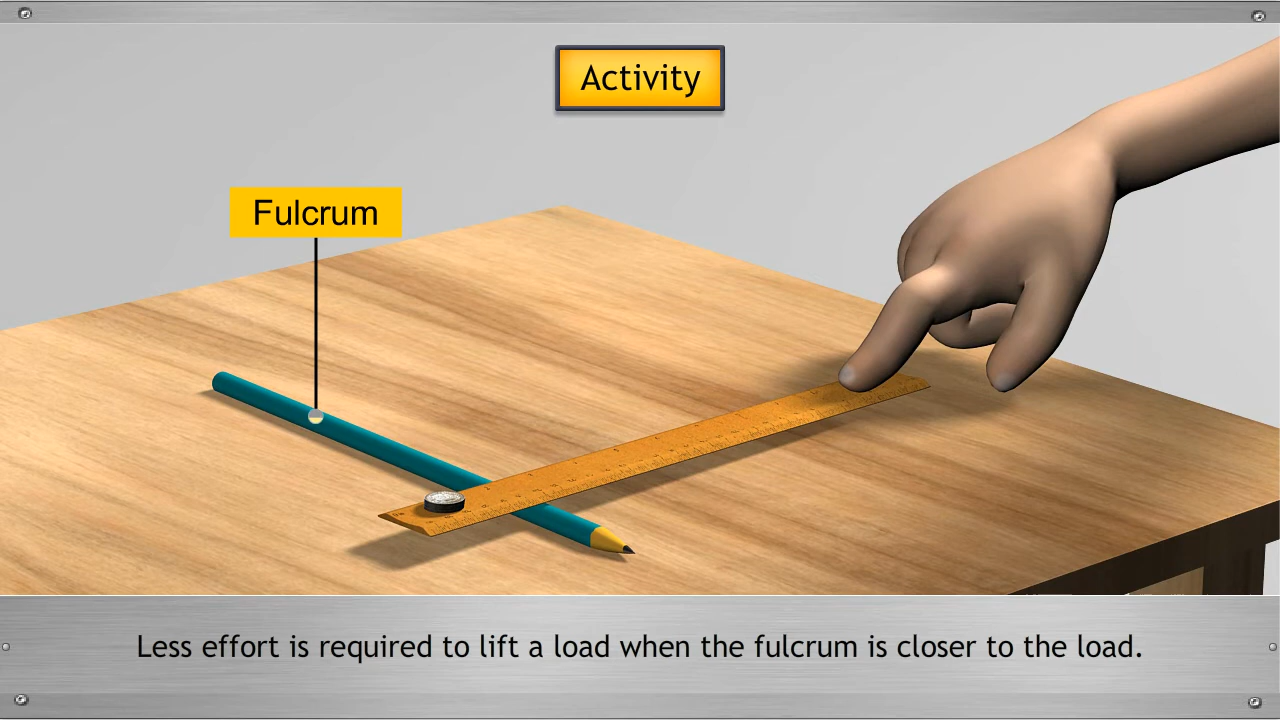 Activity
Fulcrum
Less effort is required to lift a load when the fulcrum is closer to the load.